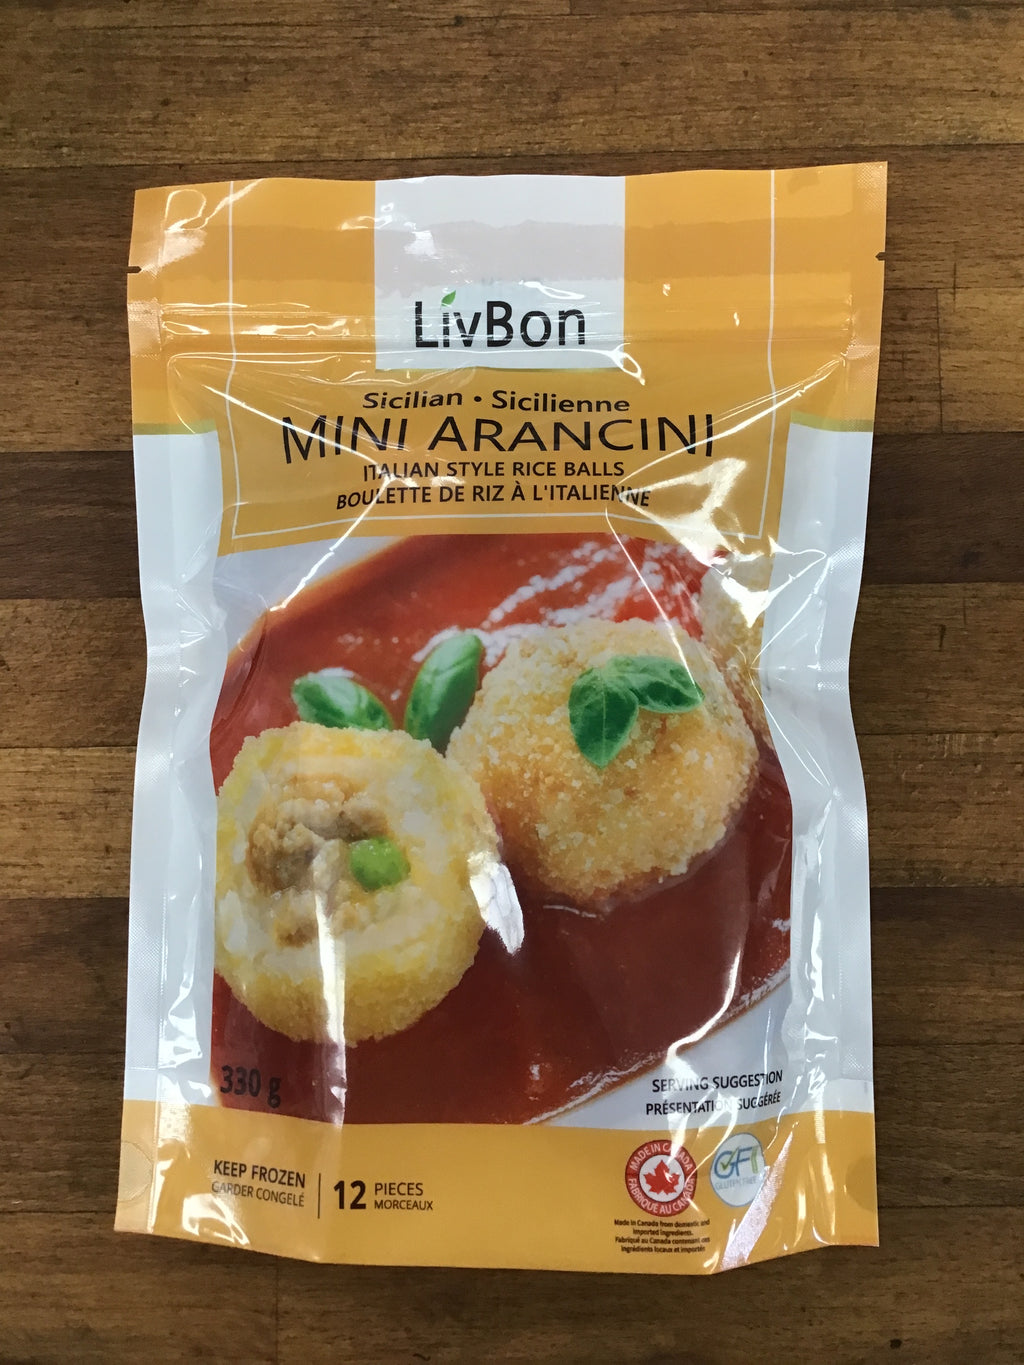 LivBon
Sicilian • Sicilienne
MINI ARANCINI
ITALIAN STYLE RICE BALLS
BOULETTE DE RIZ À L'ITALIENNE
330 g
SERVING SUGGESTION
PRÉSENTATION SUGGÉRÉE
KEEP FROZEN
GARDER CONGELÉ
12 PIECES
MORCEAUX
MADE IN CANADA
FABRIQUÉ AU CANADA
GLUTEN FREE
Made in Canada from domestic and
imported ingredients.
Fabriqué au Canada contenant des
ingrédients locaux et importés